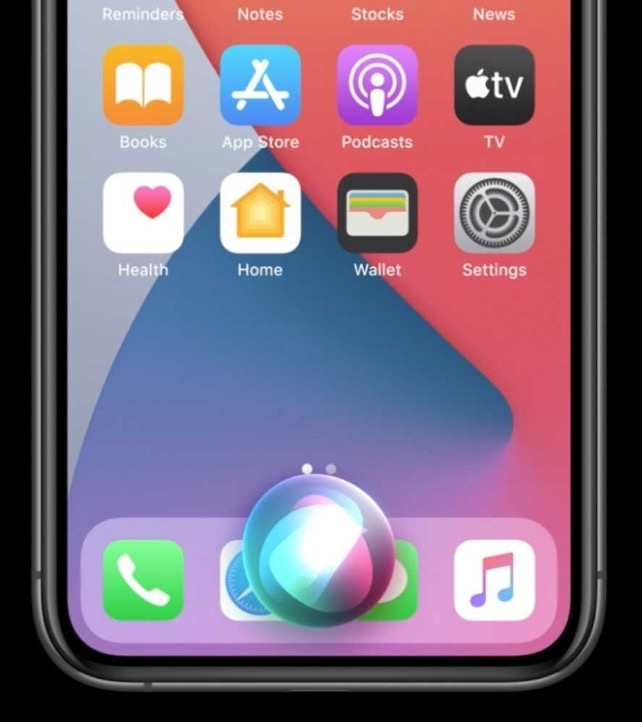 Reminders Notes Stocks News
tv
Books App Store Podcasts TV
Health Home Wallet Settings